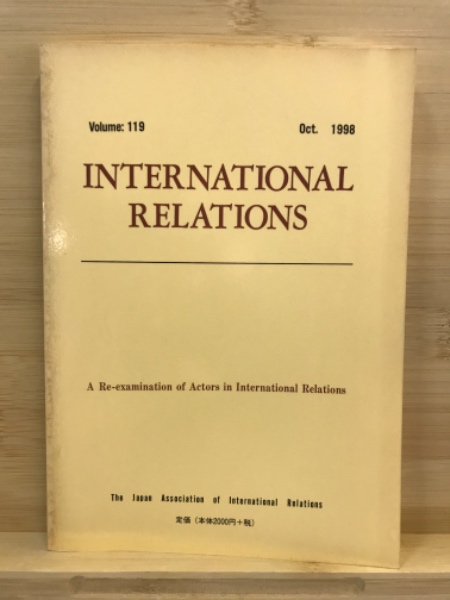 Volume: 119 Oct. 1998
INTERNATIONAL
RELATIONS
A Re-examination of Actors in International Relations
The Japan Association of International Relations
定価（本体2000円＋税）